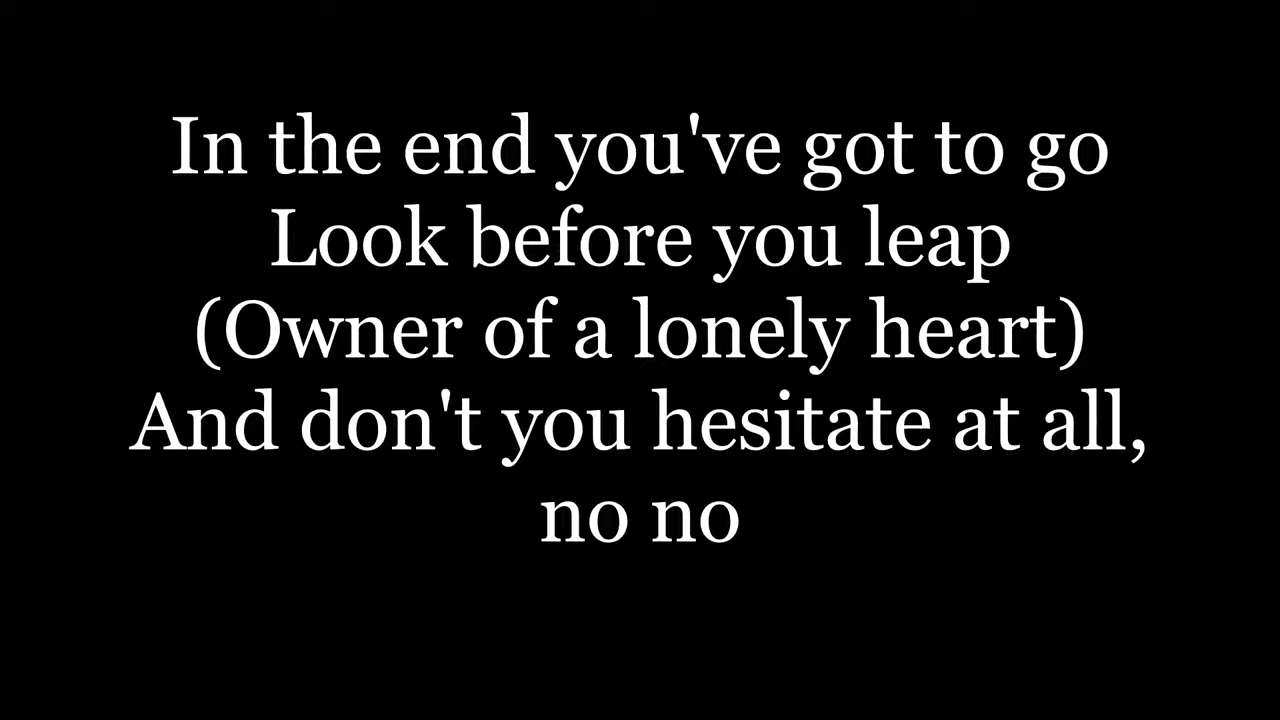 In the end you've got to go
Look before you leap
(Owner of a lonely heart)
And don't you hesitate at all,
no no